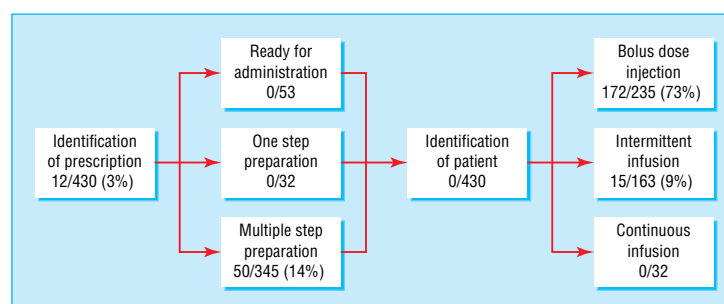 Identification
of prescription
12/430 (3%)
Ready for
administration
0/53
One step
preparation
0/32
Multiple step
preparation
50/345 (14%)
Identification
of patient
0/430
Bolus dose
injection
172/235 (73%)
Intermittent
infusion
15/163 (9%)
Continuous
infusion
0/32